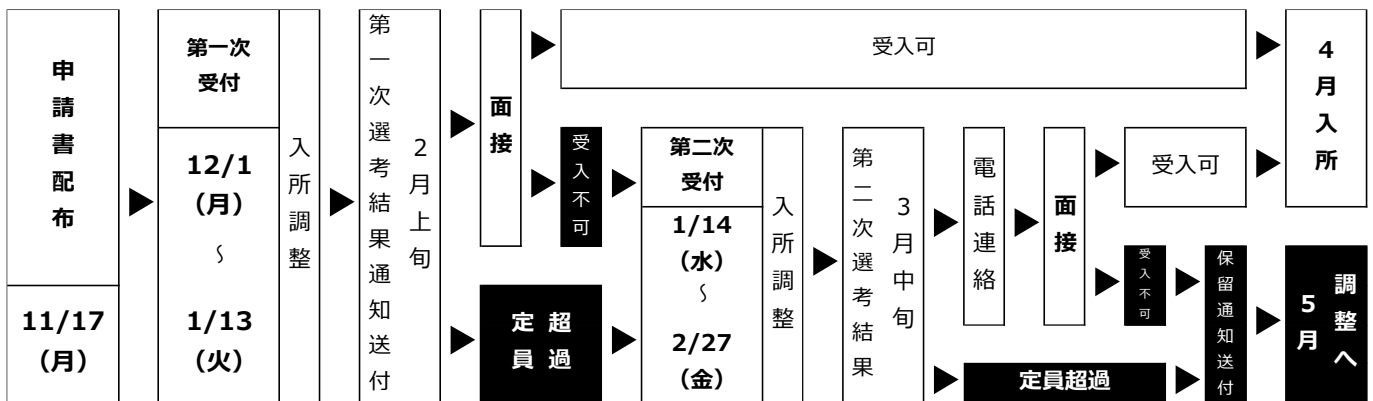 申請書配布
11/17
（月）
第一次
受付
12/1
（月）
～
1/13
（火）
入所調整
第一次選考結果通知送付
2月上旬
面接
受入可
4月入所
受入不可
定員
超過
第二次
受付
1/14
（水）
～
2/27
（金）
入所調整
第二次選考結果
3月中旬
電話連絡
面接
受入可
受入不可
保留通知送付
定員超過
5月
調整へ